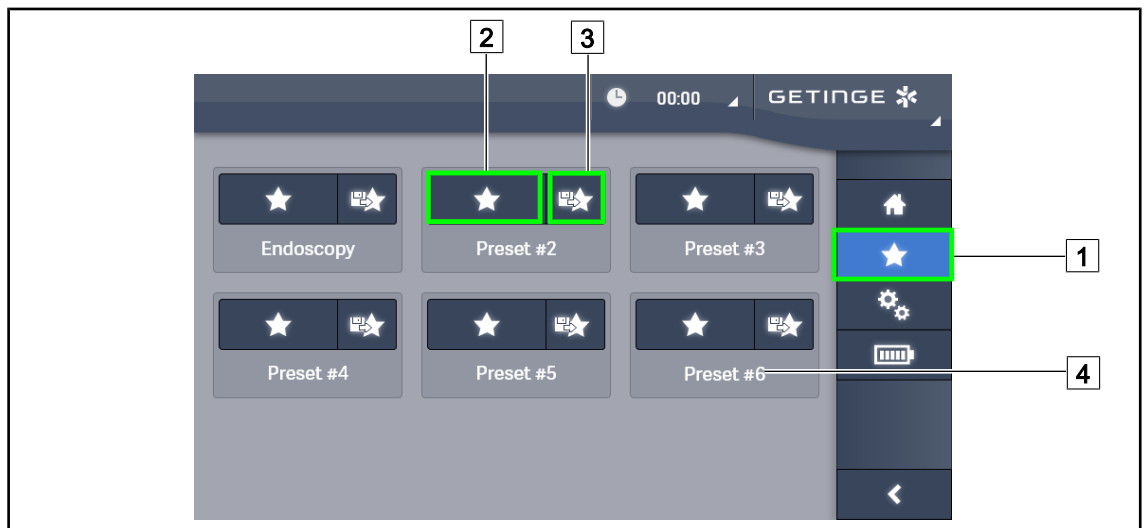 2 3
00:00 GETINGE
Endoscopy Preset #2 Preset #3
1
Preset #4 Preset #5 Preset #6
4